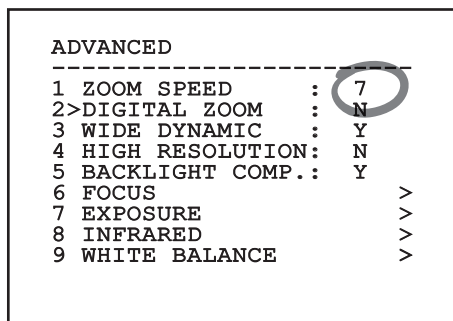 ADVANCED
-------------------------
1 ZOOM SPEED : 7
2>DIGITAL ZOOM : N
3 WIDE DYNAMIC : Y
4 HIGH RESOLUTION: N
5 BACKLIGHT COMP.: Y
6 FOCUS >
7 EXPOSURE >
8 INFRARED >
9 WHITE BALANCE >